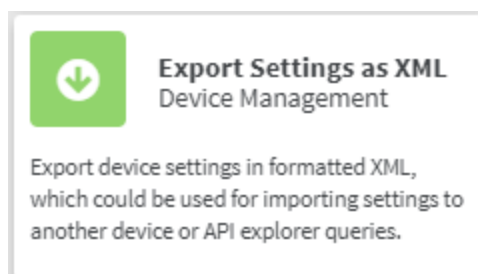 Export Settings as XML
Device Management
Export device settings in formatted XML,
which could be used for importing settings to
another device or API explorer queries.